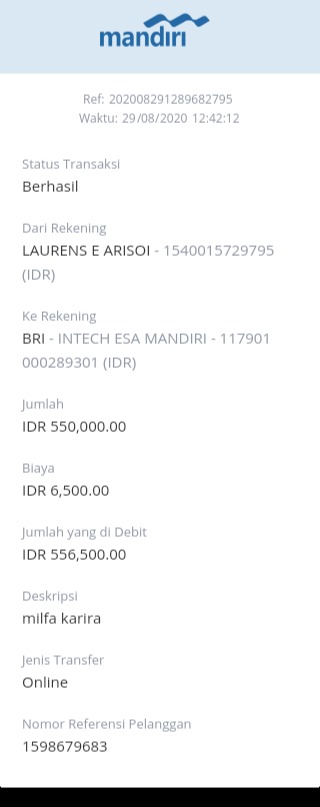 mandiri
Ref: 202008291289682795
Waktu: 29/08/2020 12:42:12
Status Transaksi
Berhasil
Dari Rekening
LAURENS E ARISOI - 1540015729795
(IDR)
Ke Rekening
BRI - INTECH ESA MANDIRI - 117901
000289301 (IDR)
Jumlah
IDR 550,000.00
Biaya
IDR 6,500.00
Jumlah yang di Debit
IDR 556,500.00
Deskripsi
milfa karira
Jenis Transfer
Online
Nomor Referensi Pelanggan
1598679683